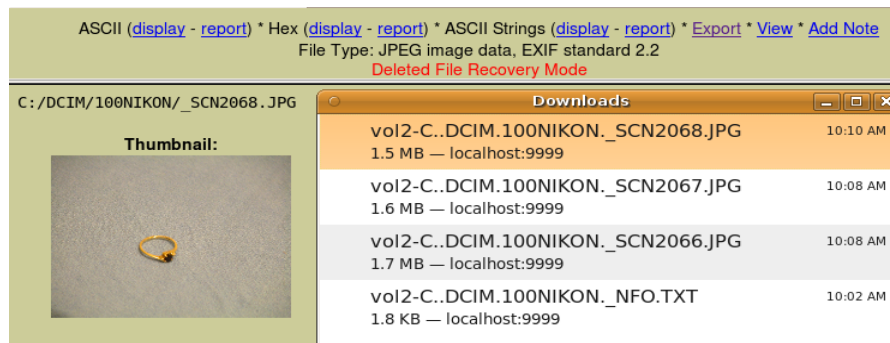 ASCII (display - report) * Hex (display - report) * ASCII Strings (display - report) * Export * View * Add Note
File Type: JPEG image data, EXIF standard 2.2
Deleted File Recovery Mode
C:/DCIM/100NIKON/_SCN2068.JPG
Thumbnail:
Downloads
vol2-C..DCIM.100NIKON._SCN2068.JPG 10:10 AM
1.5 MB — localhost:9999
vol2-C..DCIM.100NIKON._SCN2067.JPG 10:08 AM
1.6 MB — localhost:9999
vol2-C..DCIM.100NIKON._SCN2066.JPG 10:08 AM
1.7 MB — localhost:9999
vol2-C..DCIM.100NIKON._NFO.TXT 10:02 AM
1.8 KB — localhost:9999